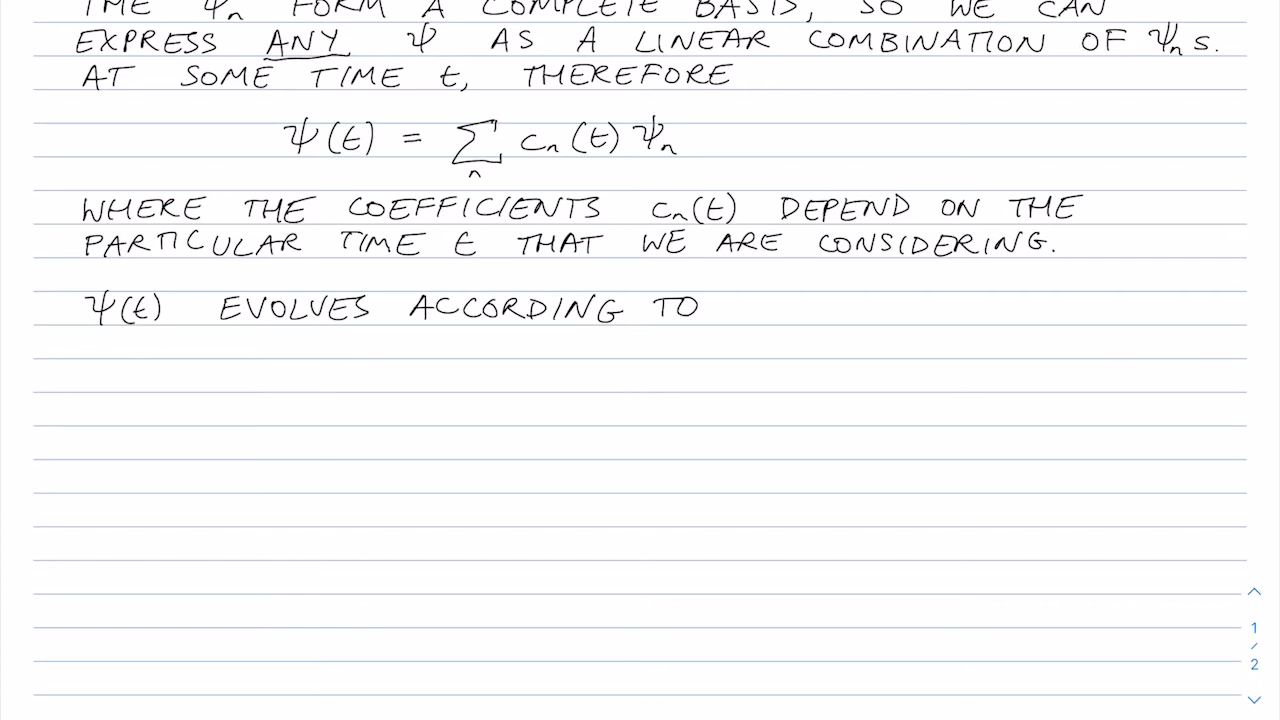 THE ψn FORM A COMPLETE BASIS, SO WE CAN
EXPRESS ANY ψ AS A LINEAR COMBINATION OF ψn s.
AT SOME TIME t, THEREFORE
ψ(t) = ∑n cn(t) ψn
WHERE THE COEFFICIENTS cn(t) DEPEND ON THE
PARTICULAR TIME t THAT WE ARE CONSIDERING.
ψ(t) EVOLVES ACCORDING TO
1
/
2